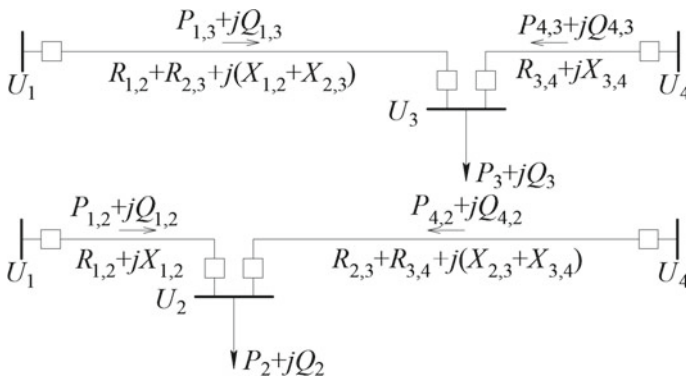 P1,3+jQ1,3
P4,3+jQ4,3
U1
R1,2+R2,3+j(X1,2+X2,3)
R3,4+jX3,4
U4
U3
P3+jQ3
P1,2+jQ1,2
P4,2+jQ4,2
U1
R1,2+jX1,2
R2,3+R3,4+j(X2,3+X3,4)
U4
U2
P2+jQ2